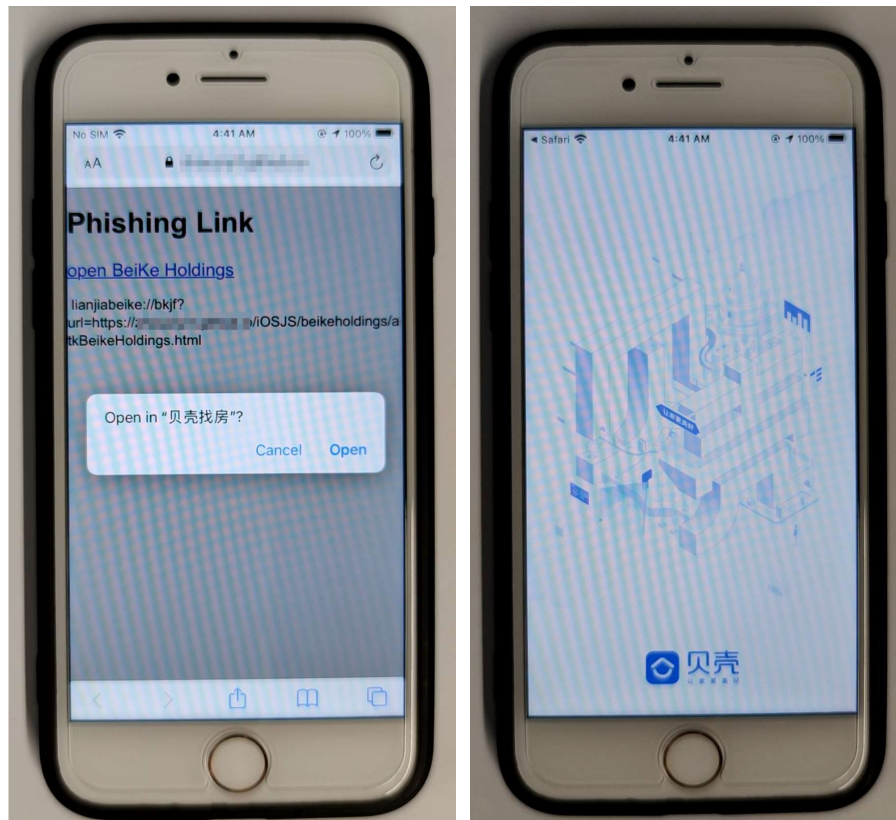 No SIM 4:41 AM 100%
AA
Phishing Link
open BeiKe Holdings
lianjiabeike://bkjf?
url=https:// /iOSJS/beikeholdings/a
tkBeikeHoldings.html
Open in “贝壳找房”?
Cancel Open
Safari 4:41 AM 100%
贝壳